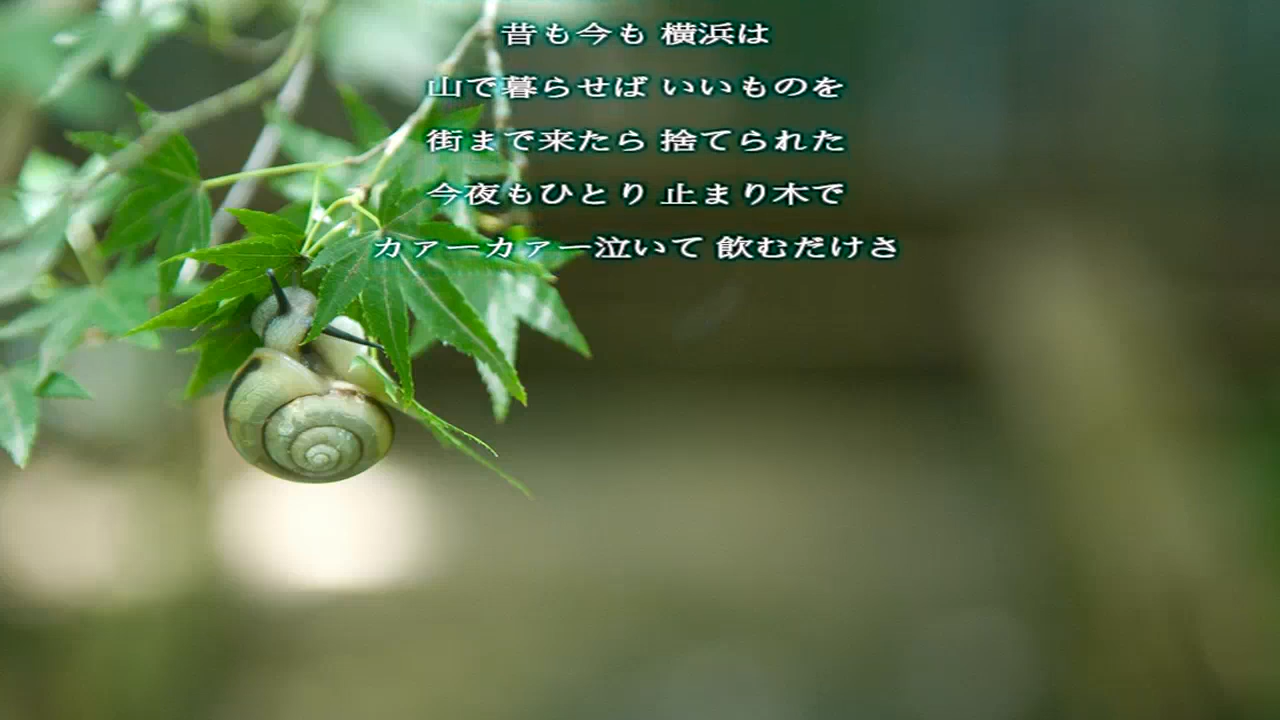 昔も今も 横浜は
山で暮らせば いいものを
街まで来たら 捨てられた
今夜もひとり 止まり木で
カァーカァー泣いて 飲むだけさ